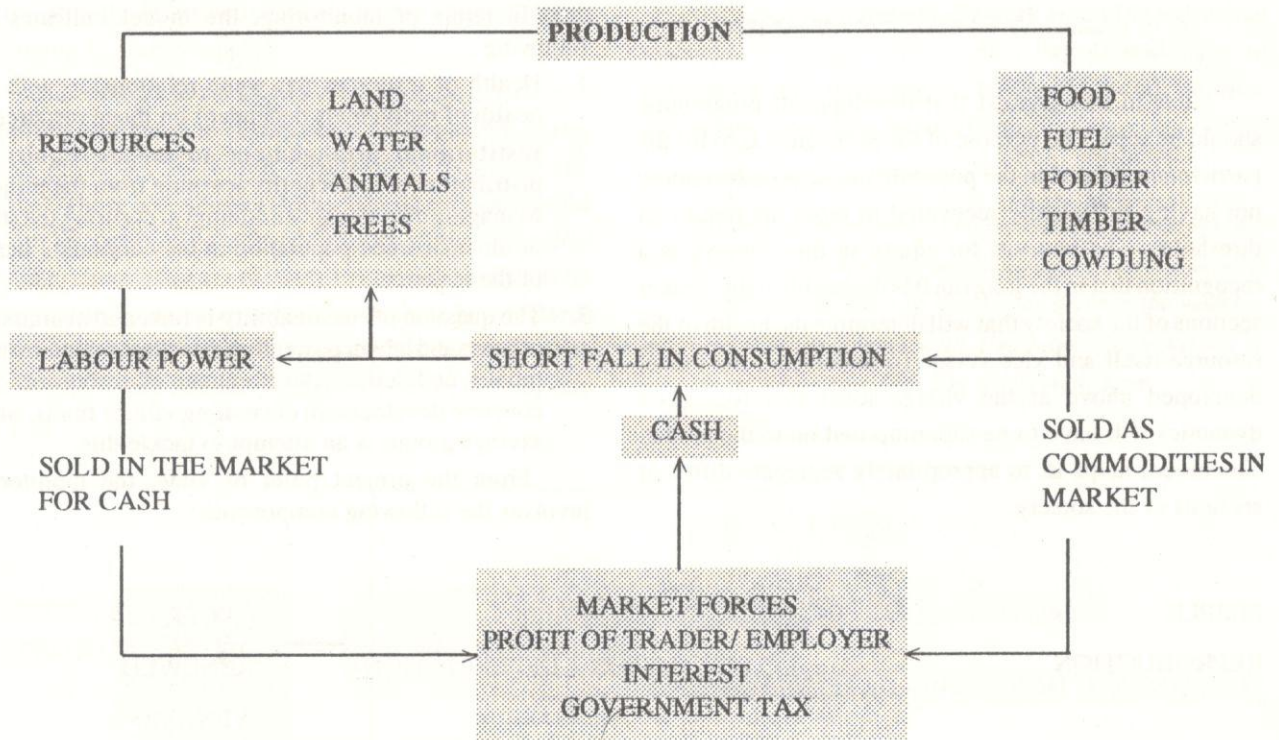 PRODUCTION
RESOURCES
LAND
WATER
ANIMALS
TREES
FOOD
FUEL
FODDER
TIMBER
COWDUNG
LABOUR POWER
SHORT FALL IN CONSUMPTION
CASH
SOLD IN THE MARKET
FOR CASH
SOLD AS
COMMODITIES IN
MARKET
MARKET FORCES
PROFIT OF TRADER/ EMPLOYER
INTEREST
GOVERNMENT TAX